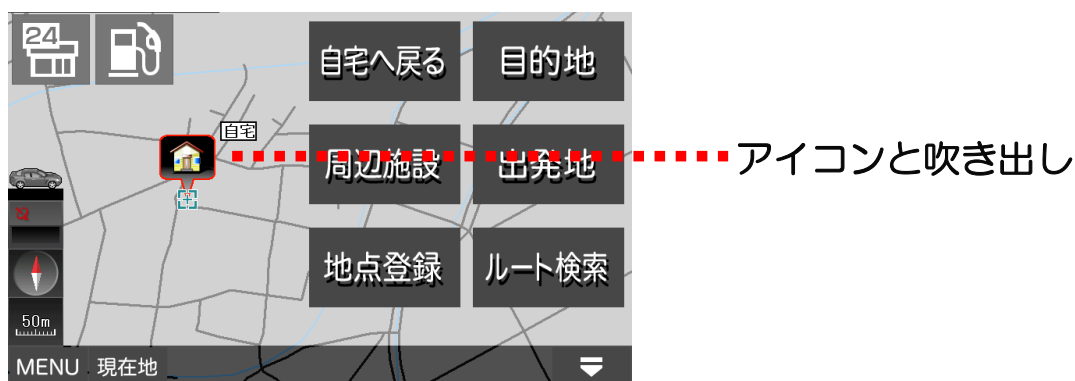 24
自宅へ戻る
目的地
自宅
周辺施設
出発地
アイコンと吹き出し
地点登録
ルート検索
50m
MENU
現在地